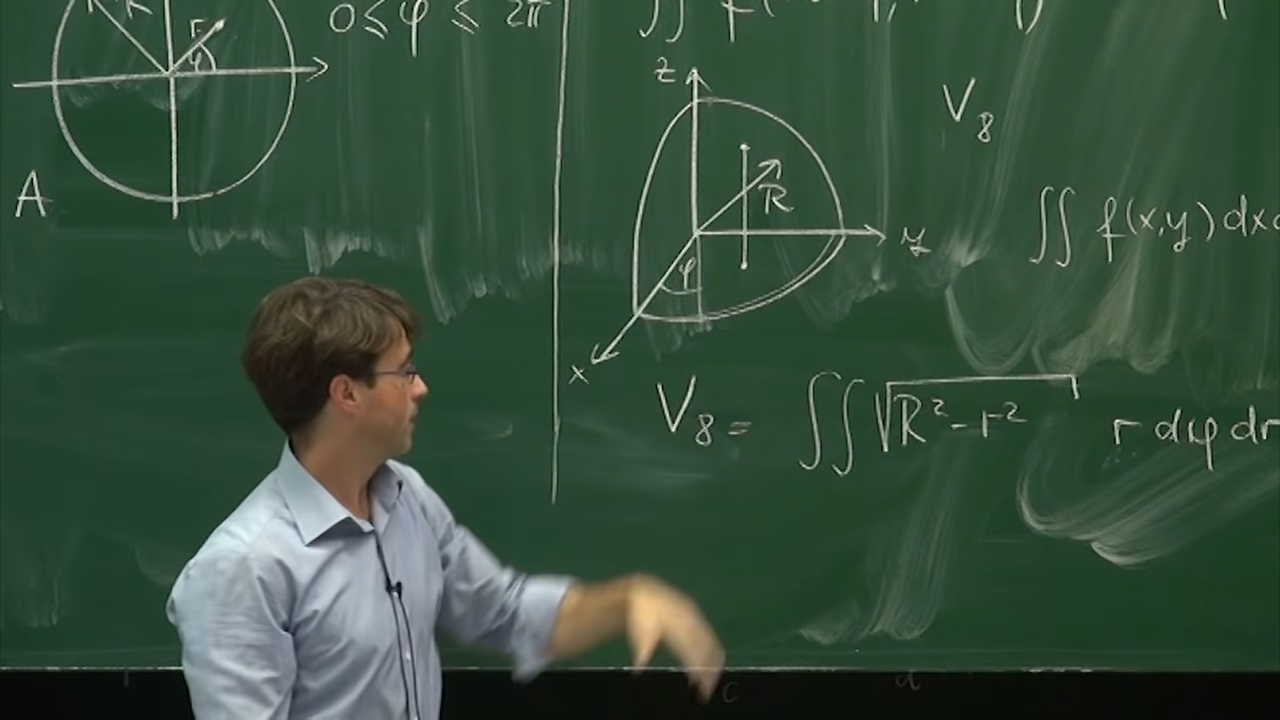 R
r
φ
0 ≤ φ ≤ 2π
A
∬ f(
z
R
y
φ
x
V₈
∬ f(x,y) dx
V₈ = ∬ √(R² - r²) r dφ dr